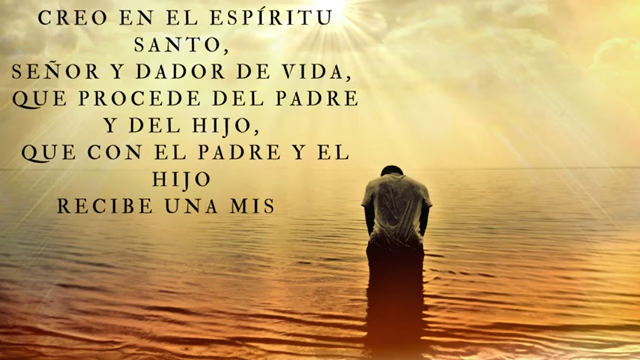 CREO EN EL ESPÍRITU
SANTO,
SEÑOR Y DADOR DE VIDA,
QUE PROCEDE DEL PADRE
Y DEL HIJO,
QUE CON EL PADRE Y EL
HIJO
RECIBE UNA MIS